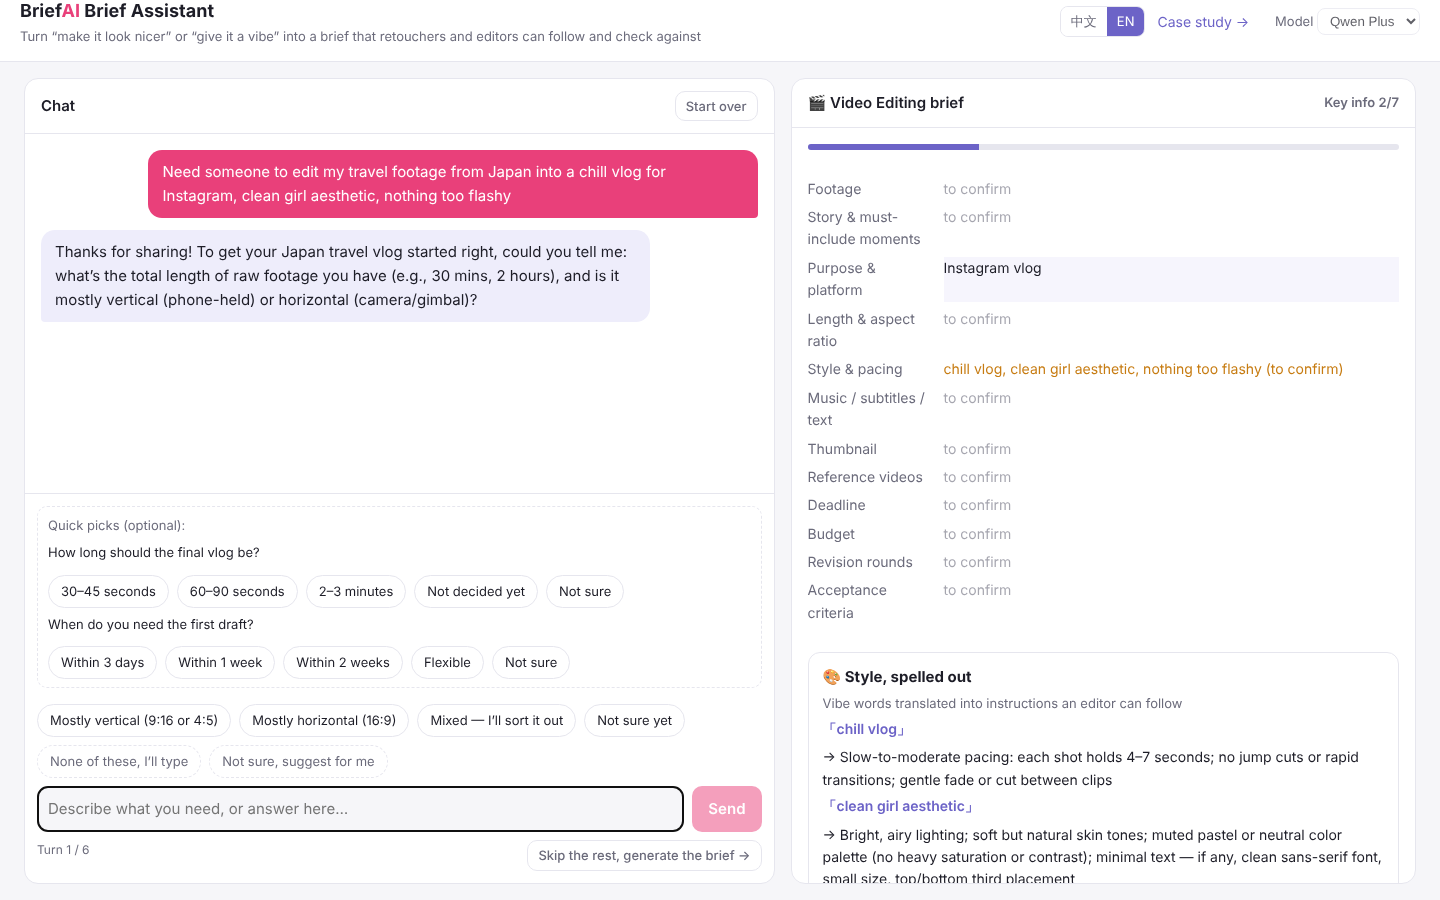 BriefAI Brief Assistant
Turn “make it look nicer” or “give it a vibe” into a brief that retouchers and editors can follow and check against
中文
EN
Case study →
Model
Qwen Plus
Chat
Start over
Need someone to edit my travel footage from Japan into a chill vlog for
Instagram, clean girl aesthetic, nothing too flashy
Thanks for sharing! To get your Japan travel vlog started right, could you tell me:
what’s the total length of raw footage you have (e.g., 30 mins, 2 hours), and is it
mostly vertical (phone-held) or horizontal (camera/gimbal)?
Quick picks (optional):
How long should the final vlog be?
30–45 seconds
60–90 seconds
2–3 minutes
Not decided yet
Not sure
When do you need the first draft?
Within 3 days
Within 1 week
Within 2 weeks
Flexible
Not sure
Mostly vertical (9:16 or 4:5)
Mostly horizontal (16:9)
Mixed — I’ll sort it out
Not sure yet
None of these, I’ll type
Not sure, suggest for me
Describe what you need, or answer here...
Send
Turn 1 / 6
Skip the rest, generate the brief →
🎬 Video Editing brief
Key info 2/7
Footage
to confirm
Story & must-
include moments
to confirm
Purpose &
platform
Instagram vlog
Length & aspect
ratio
to confirm
Style & pacing
chill vlog, clean girl aesthetic, nothing too flashy (to confirm)
Music / subtitles /
text
to confirm
Thumbnail
to confirm
Reference videos
to confirm
Deadline
to confirm
Budget
to confirm
Revision rounds
to confirm
Acceptance
criteria
to confirm
🎨 Style, spelled out
Vibe words translated into instructions an editor can follow
「chill vlog」
→ Slow-to-moderate pacing: each shot holds 4–7 seconds; no jump cuts or rapid
transitions; gentle fade or cut between clips
「clean girl aesthetic」
→ Bright, airy lighting; soft but natural skin tones; muted pastel or neutral color
palette (no heavy saturation or contrast); minimal text — if any, clean sans-serif font,
small size, top/bottom third placement